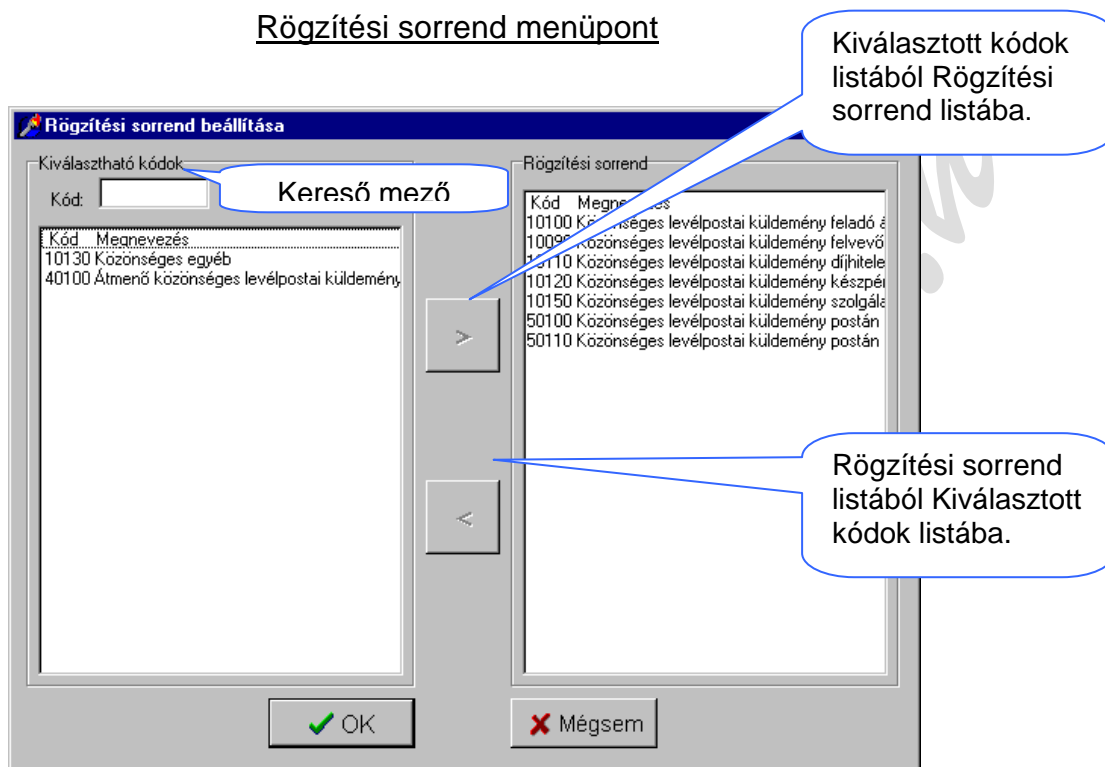 Rögzítési sorrend menüpont
Kiválasztott kódok
listából Rögzítési
sorrend listába.
Rögzítési sorrend beállítása
Kiválasztható kódok
Kód:
Kereső mező
Kód Megnevezés
10130 Közönséges egyéb
40100 Átmenő közönséges levélpostai küldemény
>
<
Rögzítési sorrend
Kód Megnevezés
10100 Közönséges levélpostai küldemény feladó
10090 Közönséges levélpostai küldemény felvevő
10110 Közönséges levélpostai küldemény díjhitele
10120 Közönséges levélpostai küldemény készpé
10150 Közönséges levélpostai küldemény szolgála
50100 Közönséges levélpostai küldemény postán
50110 Közönséges levélpostai küldemény postán
Rögzítési sorrend
listából Kiválasztott
kódok listába.
OK
Mégsem